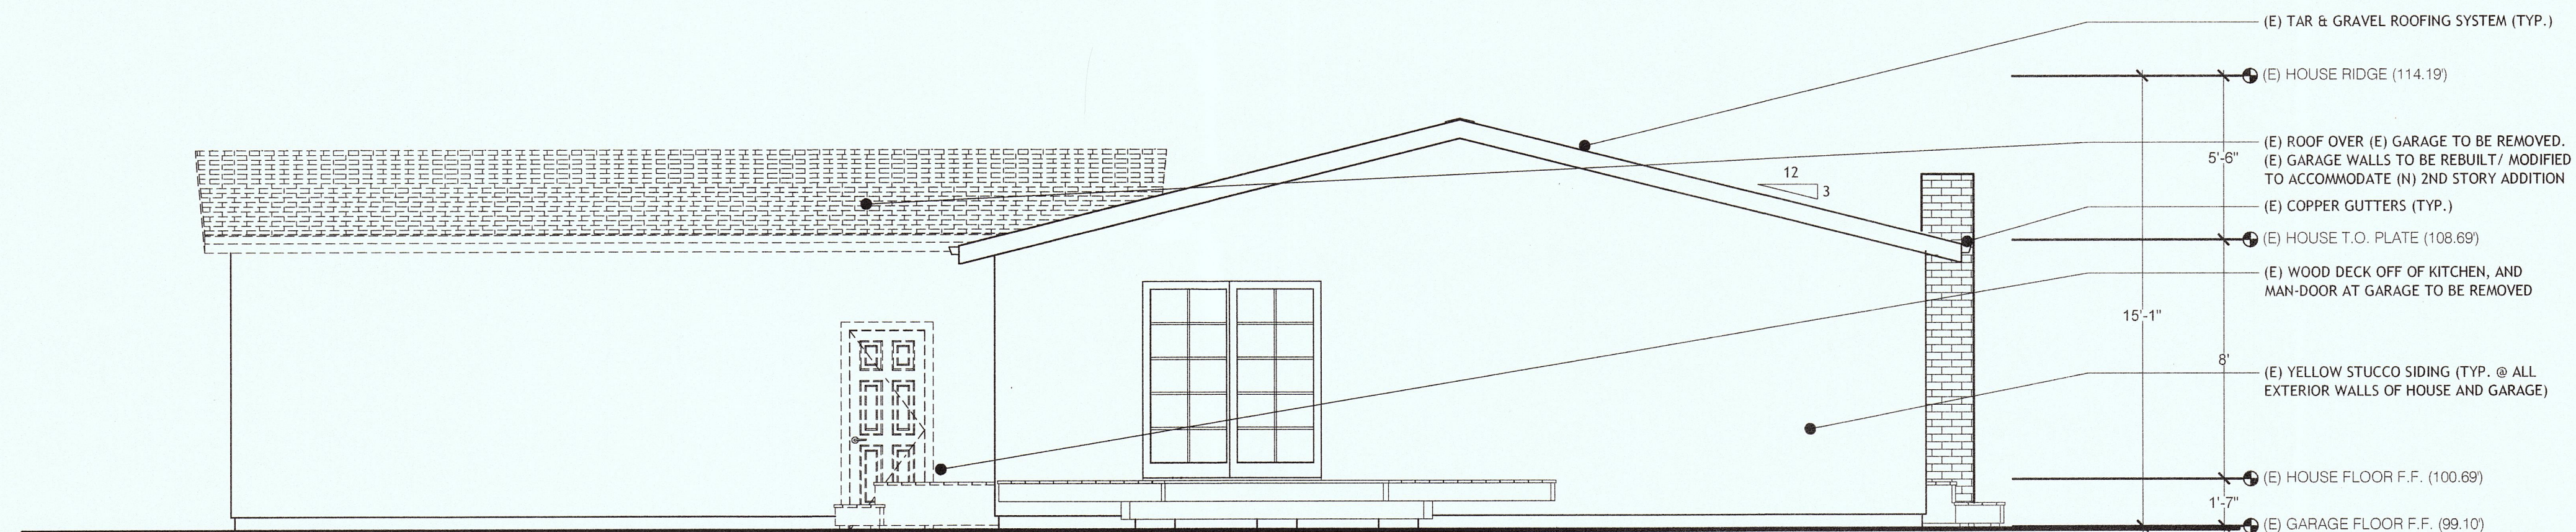 (E) TAR & GRAVEL ROOFING SYSTEM (TYP.)
(E) HOUSE RIDGE (114.19')
(E) ROOF OVER (E) GARAGE TO BE REMOVED.
(E) GARAGE WALLS TO BE REBUILT/ MODIFIED
TO ACCOMMODATE (N) 2ND STORY ADDITION
5'-6"
12
3
(E) COPPER GUTTERS (TYP.)
(E) HOUSE T.O. PLATE (108.69')
(E) WOOD DECK OFF OF KITCHEN, AND
MAN-DOOR AT GARAGE TO BE REMOVED
15'-1"
8'
(E) YELLOW STUCCO SIDING (TYP. @ ALL
EXTERIOR WALLS OF HOUSE AND GARAGE)
(E) HOUSE FLOOR F.F. (100.69')
1'-7"
(E) GARAGE FLOOR F.F. (99.10')